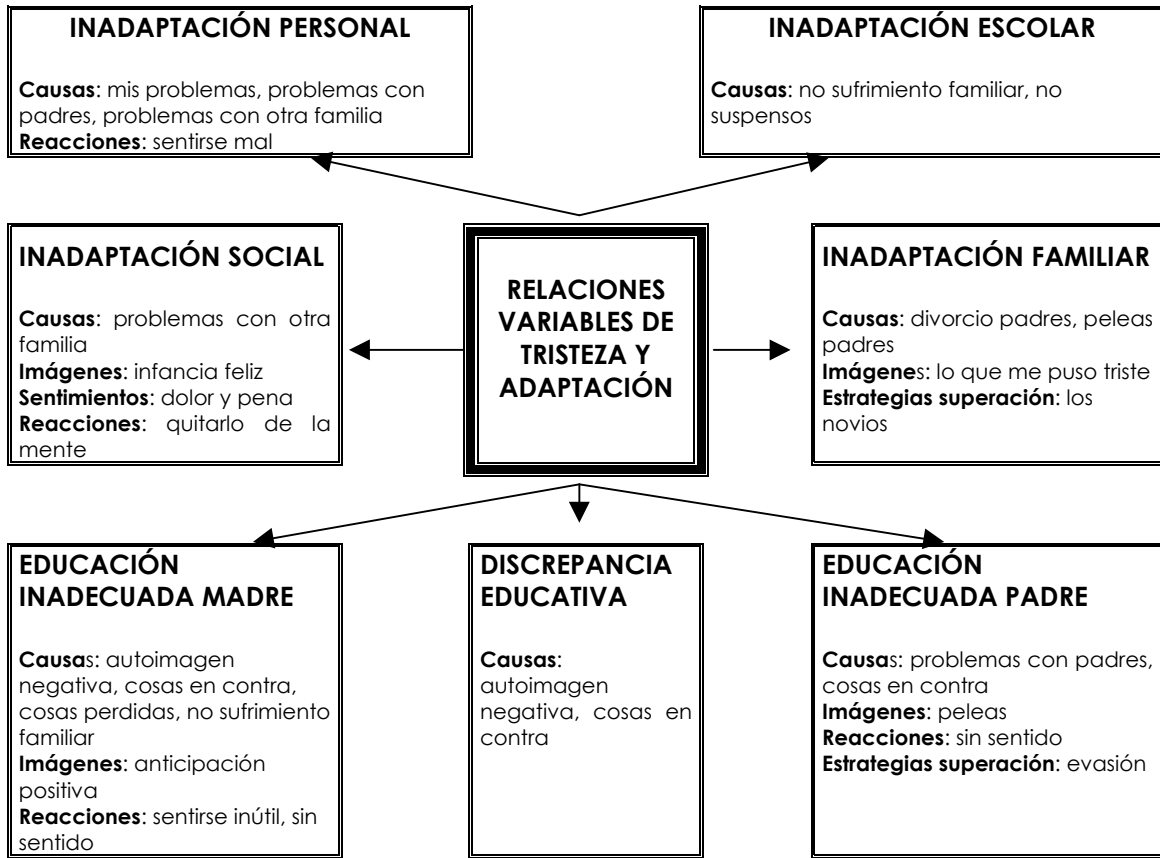 INADAPTACIÓN PERSONAL
Causas: mis problemas, problemas con
padres, problemas con otra familia
Reacciones: sentirse mal
INADAPTACIÓN ESCOLAR
Causas: no sufrimiento familiar, no
suspensos
INADAPTACIÓN SOCIAL
Causas: problemas con otra
familia
Imágenes: infancia feliz
Sentimientos: dolor y pena
Reacciones: quitarlo de la
mente
RELACIONES
VARIABLES DE
TRISTEZA Y
ADAPTACIÓN
INADAPTACIÓN FAMILIAR
Causas: divorcio padres, peleas
padres
Imágenes: lo que me puso triste
Estrategias superación: los
novios
EDUCACIÓN
INADECUADA MADRE
Causas: autoimagen
negativa, cosas en contra,
cosas perdidas, no sufrimiento
familiar
Imágenes: anticipación
positiva
Reacciones: sentirse inútil, sin
sentido
DISCREPANCIA
EDUCATIVA
Causas:
autoimagen
negativa, cosas en
contra
EDUCACIÓN
INADECUADA PADRE
Causas: problemas con padres,
cosas en contra
Imágenes: peleas
Reacciones: sin sentido
Estrategias superación: evasión